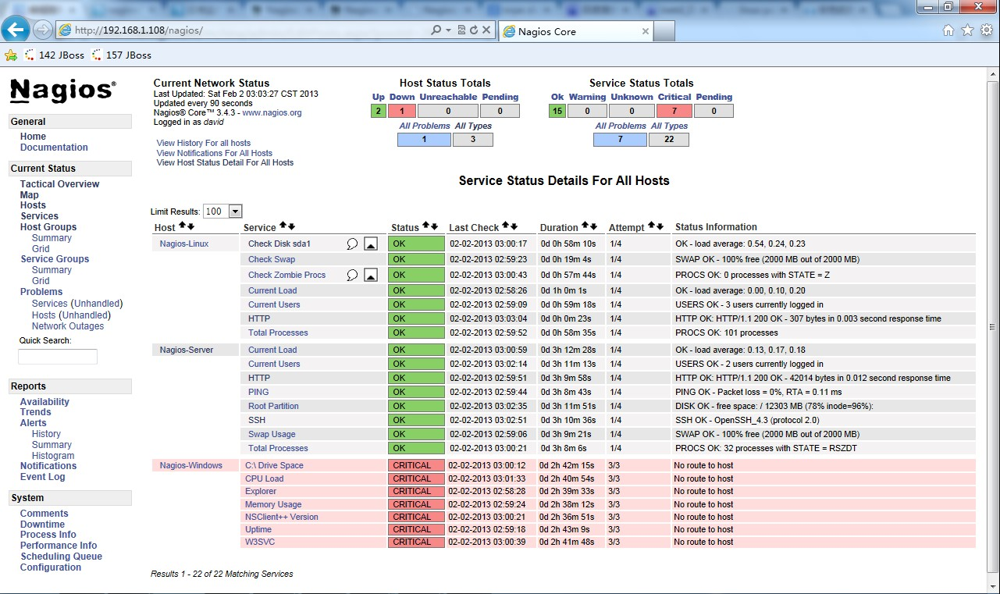 http://192.168.1.108/nagios/
Nagios Core
142 JBoss 157 JBoss
Nagios®
General
Home
Documentation
Current Status
Tactical Overview
Map
Hosts
Services
Host Groups
Summary
Grid
Service Groups
Summary
Grid
Problems
Services (Unhandled)
Hosts (Unhandled)
Network Outages
Quick Search:
Reports
Availability
Trends
Alerts
History
Summary
Histogram
Notifications
Event Log
System
Comments
Downtime
Process Info
Performance Info
Scheduling Queue
Configuration
Current Network Status
Last Updated: Sat Feb 2 03:03:27 CST 2013
Updated every 90 seconds
Nagios® Core™ 3.4.3 - www.nagios.org
Logged in as david
View History For all hosts
View Notifications For All Hosts
View Host Status Detail For All Hosts
Host Status Totals
Up Down Unreachable Pending
2 1 0 0
All Problems All Types
1 3
Service Status Totals
Ok Warning Unknown Critical Pending
15 0 0 7 0
All Problems All Types
7 22
Service Status Details For All Hosts
Limit Results: 100
Host Service Status Last Check Duration Attempt Status Information
Nagios-Linux Check Disk sda1 OK 02-02-2013 03:00:17 0d 0h 58m 10s 1/4 OK - load average: 0.54, 0.24, 0.23
Check Swap OK 02-02-2013 02:59:23 0d 0h 19m 4s 1/4 SWAP OK - 100% free (2000 MB out of 2000 MB)
Check Zombie Procs OK 02-02-2013 03:00:43 0d 0h 57m 44s 1/4 PROCS OK: 0 processes with STATE = Z
Current Load OK 02-02-2013 02:58:26 0d 1h 0m 1s 1/4 OK - load average: 0.00, 0.10, 0.20
Current Users OK 02-02-2013 02:59:09 0d 0h 59m 18s 1/4 USERS OK - 3 users currently logged in
HTTP OK 02-02-2013 03:03:04 0d 0h 0m 23s 1/4 HTTP OK: HTTP/1.1 200 OK - 307 bytes in 0.003 second response time
Total Processes OK 02-02-2013 02:59:52 0d 0h 58m 35s 1/4 PROCS OK: 101 processes
Nagios-Server Current Load OK 02-02-2013 03:00:59 0d 3h 12m 28s 1/4 OK - load average: 0.13, 0.17, 0.18
Current Users OK 02-02-2013 03:02:14 0d 3h 11m 13s 1/4 USERS OK - 2 users currently logged in
HTTP OK 02-02-2013 02:59:51 0d 3h 9m 58s 1/4 HTTP OK: HTTP/1.1 200 OK - 42014 bytes in 0.012 second response time
PING OK 02-02-2013 02:59:44 0d 3h 8m 43s 1/4 PING OK - Packet loss = 0%, RTA = 0.11 ms
Root Partition OK 02-02-2013 03:02:35 0d 3h 11m 51s 1/4 DISK OK - free space: / 12303 MB (78% inode=96%):
SSH OK 02-02-2013 03:02:51 0d 3h 10m 36s 1/4 SSH OK - OpenSSH_4.3 (protocol 2.0)
Swap Usage OK 02-02-2013 02:59:06 0d 3h 9m 21s 1/4 SWAP OK - 100% free (2000 MB out of 2000 MB)
Total Processes OK 02-02-2013 03:00:21 0d 3h 8m 6s 1/4 PROCS OK: 32 processes with STATE = RSZDT
Nagios-Windows C:\ Drive Space CRITICAL 02-02-2013 03:00:12 0d 2h 42m 15s 3/3 No route to host
CPU Load CRITICAL 02-02-2013 03:01:33 0d 2h 40m 54s 3/3 No route to host
Explorer CRITICAL 02-02-2013 02:58:28 0d 2h 39m 33s 3/3 No route to host
Memory Usage CRITICAL 02-02-2013 02:59:24 0d 2h 38m 12s 3/3 No route to host
NSClient++ Version CRITICAL 02-02-2013 03:00:21 0d 2h 36m 51s 3/3 No route to host
Uptime CRITICAL 02-02-2013 02:59:18 0d 2h 43m 9s 3/3 No route to host
W3SVC CRITICAL 02-02-2013 03:00:39 0d 2h 41m 48s 3/3 No route to host
Results 1 - 22 of 22 Matching Services